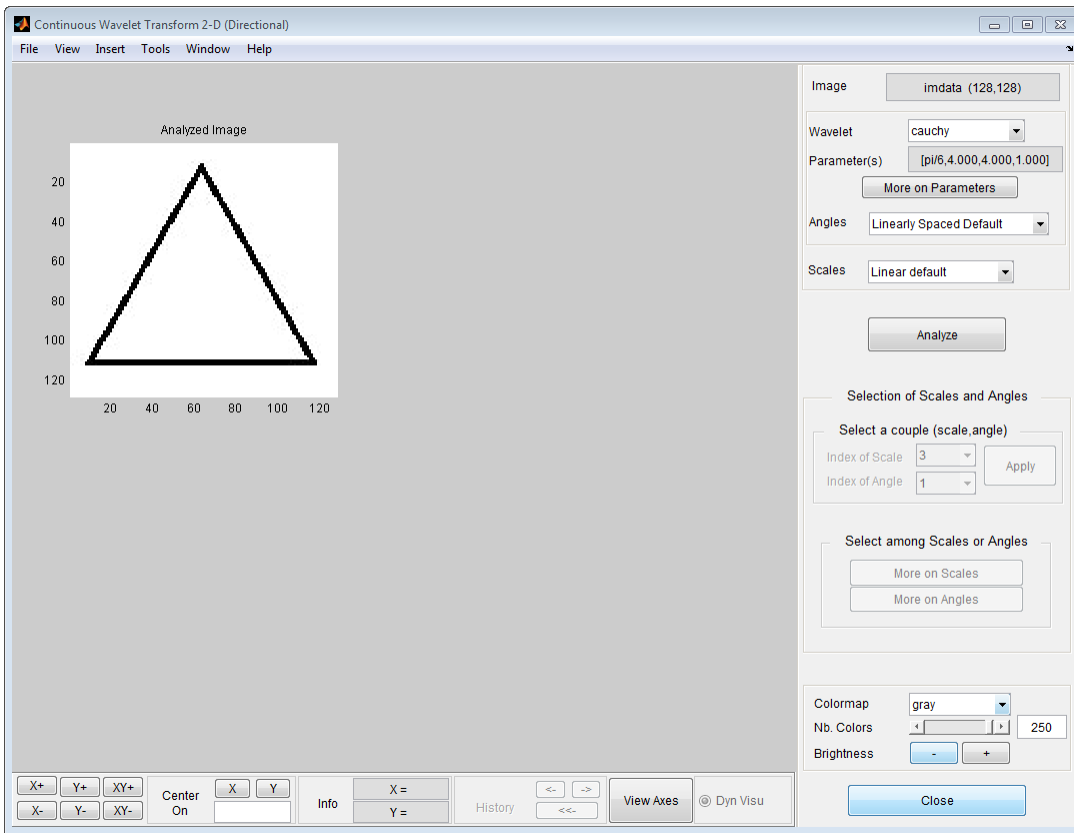 Continuous Wavelet Transform 2-D (Directional)
File View Insert Tools Window Help
Analyzed Image
20
40
60
80
100
120
20 40 60 80 100 120
Image imdata (128,128)
Wavelet cauchy
Parameter(s) [pi/6,4.000,4.000,1.000]
More on Parameters
Angles Linearly Spaced Default
Scales Linear default
Analyze
Selection of Scales and Angles
Select a couple (scale,angle)
Index of Scale 3
Index of Angle 1
Apply
Select among Scales or Angles
More on Scales
More on Angles
Colormap gray
Nb. Colors 250
Brightness - +
Close
X+ Y+ XY+
X- Y- XY-
Center
On
X Y
Info
X =
Y =
History
<- ->
<<-
View Axes
Dyn Visu